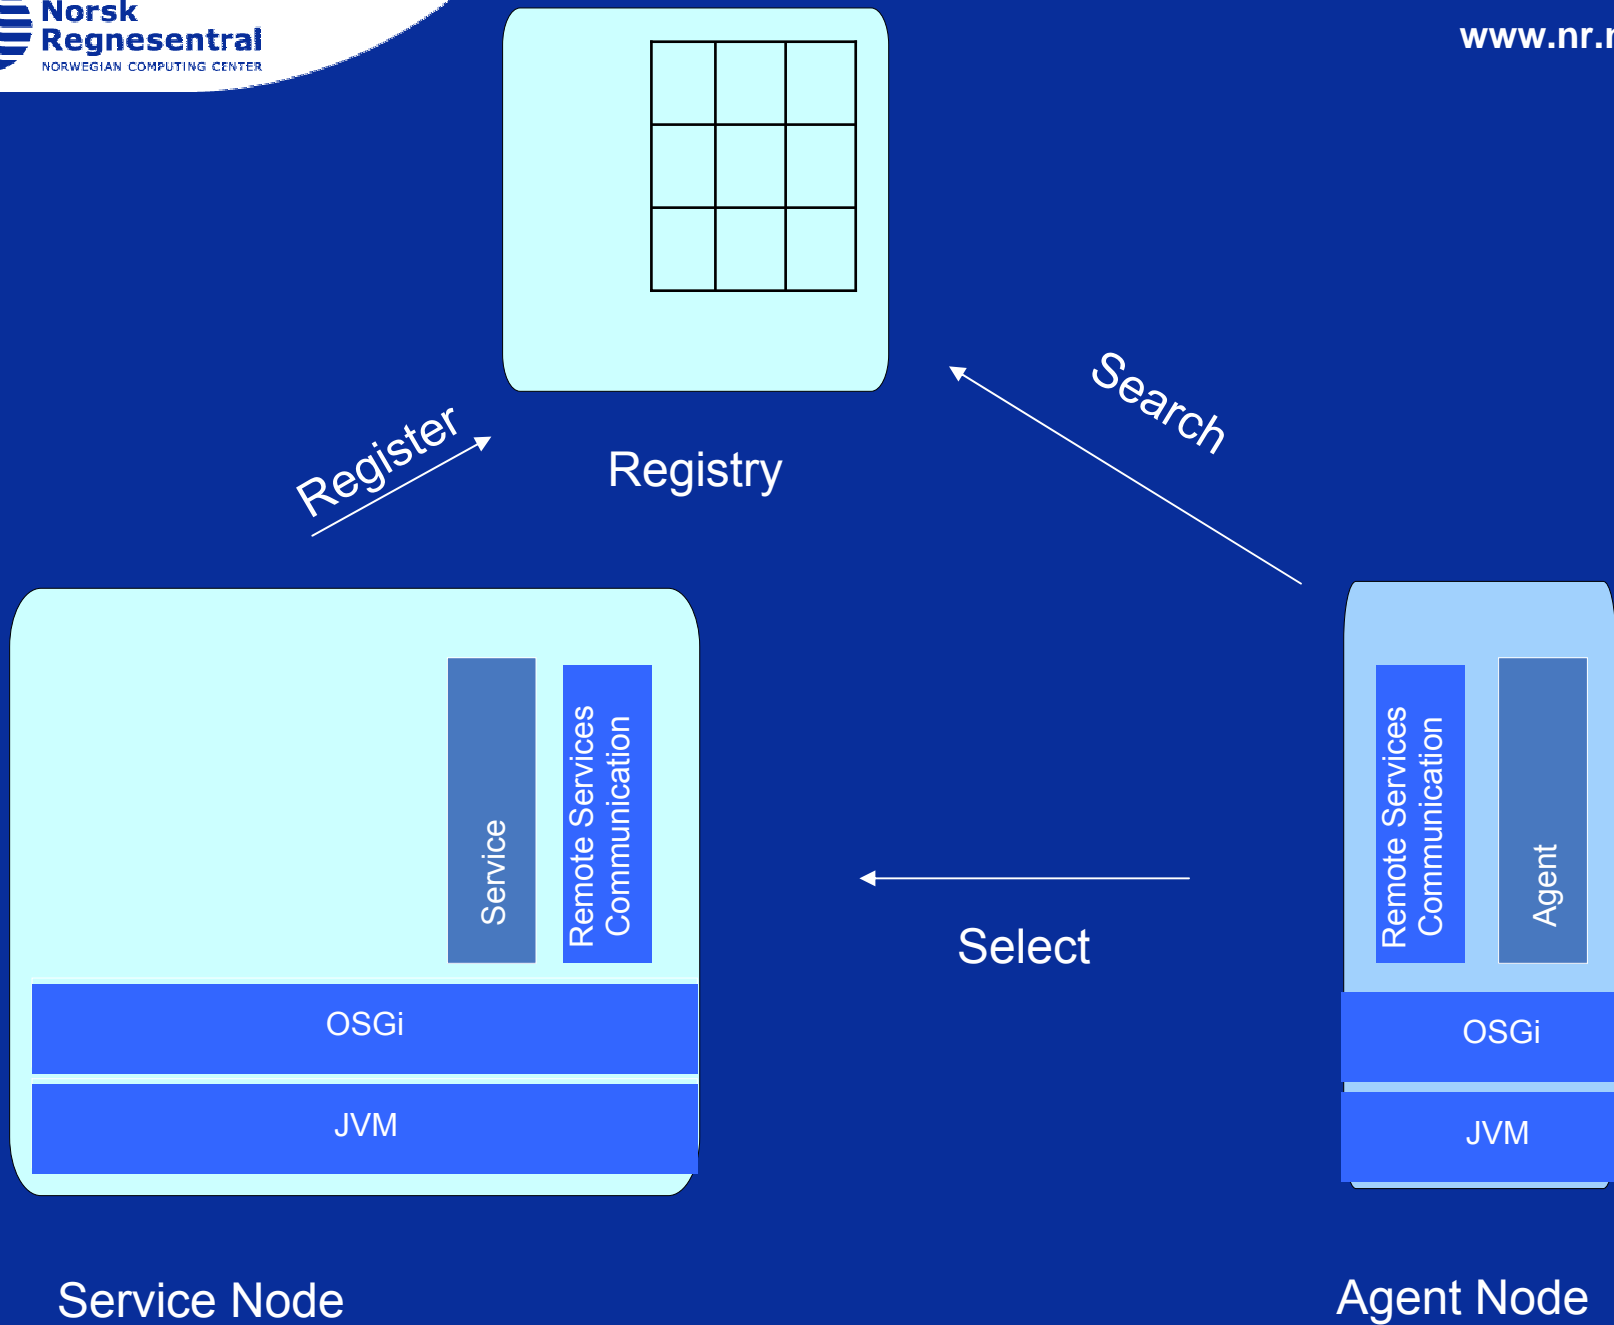 Norsk
Regnesentral
NORWEGIAN COMPUTING CENTER
www.nr.n
Register
Registry
Search
Service
Remote Services
Communication
OSGi
JVM
Select
Remote Services
Communication
Agent
OSGi
JVM
Service Node
Agent Node